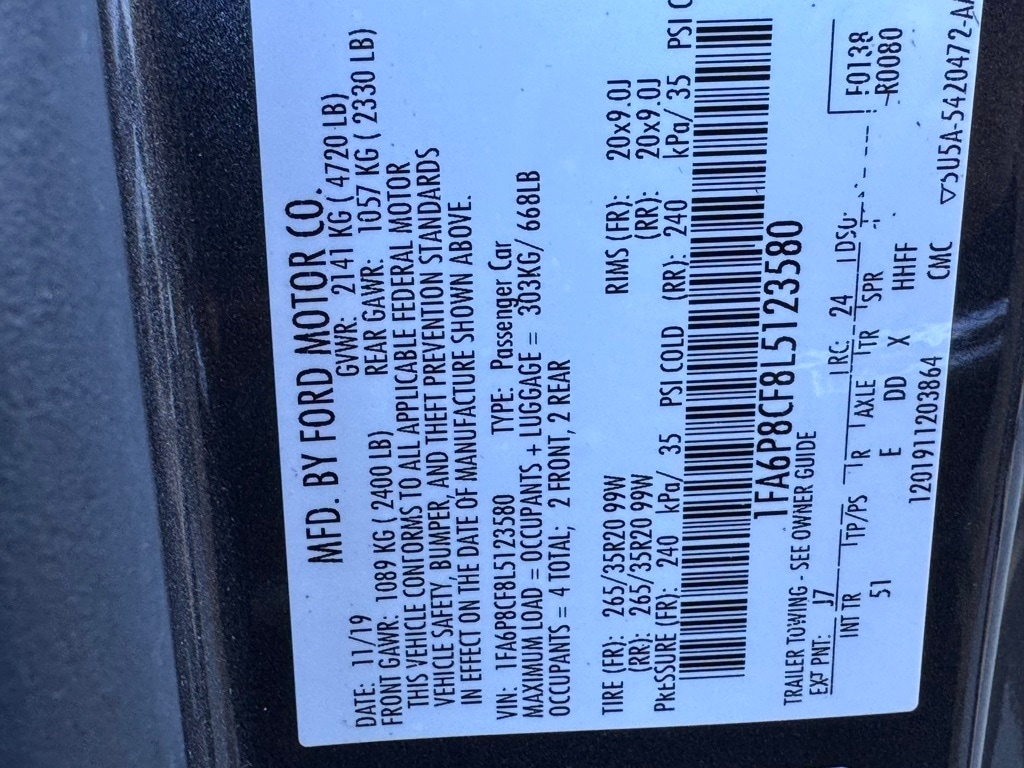 MFD. BY FORD MOTOR CO.
DATE: 11/19 GVWR: 2141 KG ( 4720 LB)
FRONT GAWR: 1089 KG ( 2400 LB) REAR GAWR: 1057 KG ( 2330 LB)
THIS VEHICLE CONFORMS TO ALL APPLICABLE FEDERAL MOTOR
VEHICLE SAFETY, BUMPER, AND THEFT PREVENTION STANDARDS
IN EFFECT ON THE DATE OF MANUFACTURE SHOWN ABOVE.
VIN: 1FA6P8CF8L5123580 TYPE: Passenger Car
MAXIMUM LOAD = OCCUPANTS + LUGGAGE = 303KG/ 668LB
OCCUPANTS = 4 TOTAL; 2 FRONT, 2 REAR
TIRE (FR): 265/35R20 99W RIMS (FR): 20x9.0J
(RR): 265/35R20 99W (RR): 20x9.0J
PRESSURE (FR): 240 kPa/ 35 PSI COLD (RR): 240 kPa/ 35 PSI C
1FA6P8CF8L5123580
TRAILER TOWING - SEE OWNER GUIDE
EXT PNT: J7 RC: 24 DSO: F0138
INT TR TP/PS R AXLE TR SPR R0080
51 E DD X HHFF
1201911203864 CMC 5U5A-5420472-AA